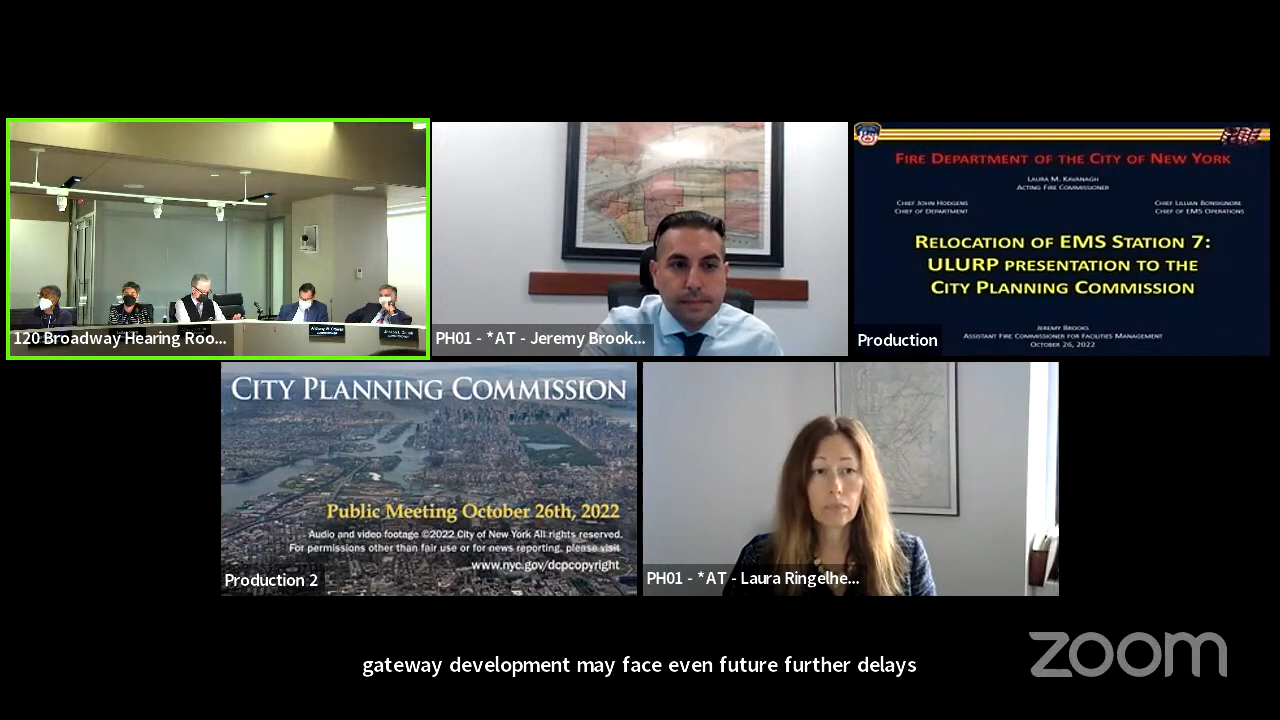 120 Broadway Hearing Roo...
PH01 - *AT - Jeremy Brook...
FIRE DEPARTMENT OF THE CITY OF NEW YORK
LAURA M. KAVANAGH
ACTING FIRE COMMISSIONER
CHIEF JOHN HODGENS
CHIEF OF DEPARTMENT
CHIEF LILLIAN BONSIGNORE
CHIEF OF EMS OPERATIONS
RELOCATION OF EMS STATION 7:
ULURP PRESENTATION TO THE
CITY PLANNING COMMISSION
JEREMY BROOKS
ASSISTANT FIRE COMMISSIONER FOR FACILITIES MANAGEMENT
OCTOBER 26, 2022
Production
CITY PLANNING COMMISSION
Public Meeting October 26th, 2022
Audio and video footage ©2022 City of New York All rights reserved.
For permissions other than fair use or for news reporting, please visit
www.nyc.gov/dcpcopyright
Production 2
PH01 - *AT - Laura Ringelhe...
gateway development may face even future further delays
zoom